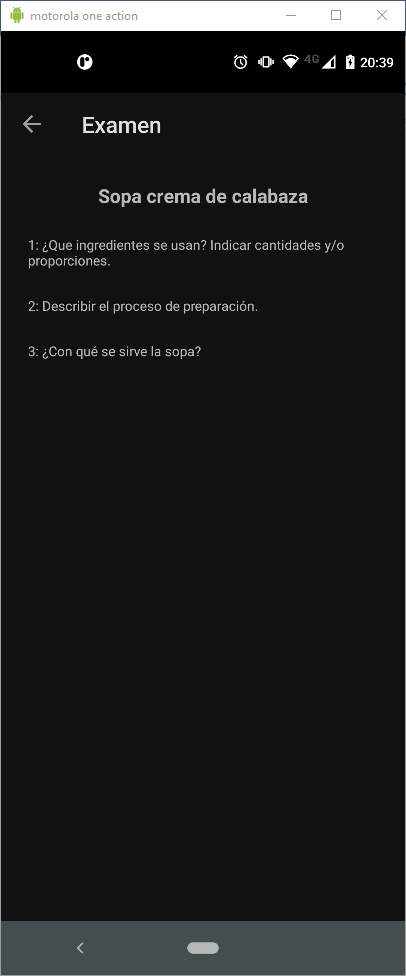 motorola one action
4G
20:39
Examen
Sopa crema de calabaza
1: ¿Que ingredientes se usan? Indicar cantidades y/o
proporciones.
2: Describir el proceso de preparación.
3: ¿Con qué se sirve la sopa?